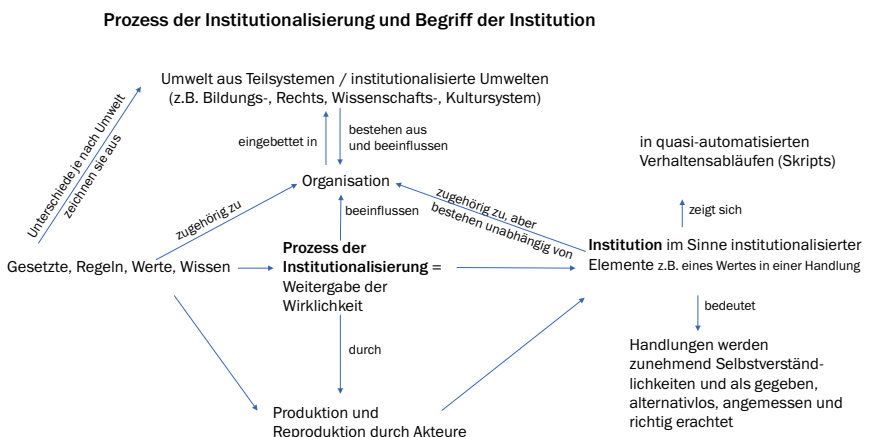 Prozess der Institutionalisierung und Begriff der Institution
Umwelt aus Teilsystemen / institutionalisierte Umwelten
(z.B. Bildungs-, Rechts, Wissenschafts-, Kultursystem)
Unterschiede je nach Umwelt
zeichnen sie aus
eingebettet in
bestehen aus
und beeinflussen
in quasi-automatisierten
Verhaltensabläufen (Skripts)
Organisation
zugehörig zu
beeinflussen
zugehörig zu, aber
bestehen unabhängig von
zeigt sich
Gesetzte, Regeln, Werte, Wissen
Prozess der
Institutionalisierung =
Weitergabe der
Wirklichkeit
Institution im Sinne institutionalisierter
Elemente z.B. eines Wertes in einer Handlung
bedeutet
durch
Handlungen werden
zunehmend Selbstverständ-
lichkeiten und als gegeben,
alternativlos, angemessen und
richtig erachtet
Produktion und
Reproduktion durch Akteure